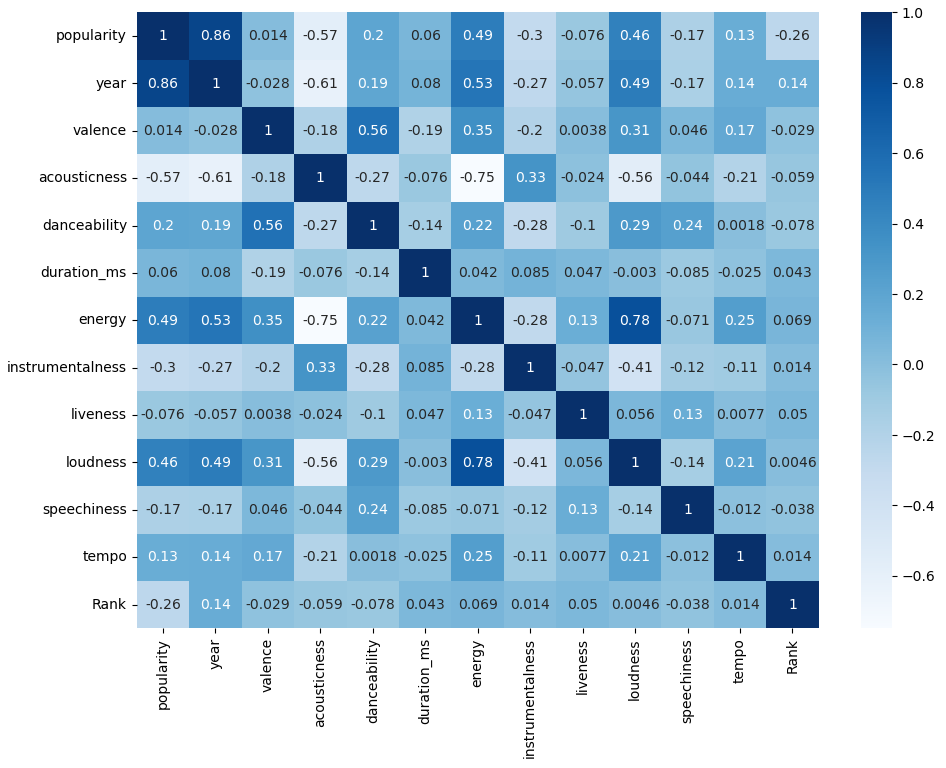 popularity 1 0.86 0.014 -0.57 0.2 0.06 0.49 -0.3 -0.076 0.46 -0.17 0.13 -0.26
year 0.86 1 -0.028 -0.61 0.19 0.08 0.53 -0.27 -0.057 0.49 -0.17 0.14 0.14
valence 0.014 -0.028 1 -0.18 0.56 -0.19 0.35 -0.2 0.0038 0.31 0.046 0.17 -0.029
acousticness -0.57 -0.61 -0.18 1 -0.27 -0.076 -0.75 0.33 -0.024 -0.56 -0.044 -0.21 -0.059
danceability 0.2 0.19 0.56 -0.27 1 -0.14 0.22 -0.28 -0.1 0.29 0.24 0.0018 -0.078
duration_ms 0.06 0.08 -0.19 -0.076 -0.14 1 0.042 0.085 0.047 -0.003 -0.085 -0.025 0.043
energy 0.49 0.53 0.35 -0.75 0.22 0.042 1 -0.28 0.13 0.78 -0.071 0.25 0.069
instrumentalness -0.3 -0.27 -0.2 0.33 -0.28 0.085 -0.28 1 -0.047 -0.41 -0.12 -0.11 0.014
liveness -0.076 -0.057 0.0038 -0.024 -0.1 0.047 0.13 -0.047 1 0.056 0.13 0.0077 0.05
loudness 0.46 0.49 0.31 -0.56 0.29 -0.003 0.78 -0.41 0.056 1 -0.14 0.21 0.0046
speechiness -0.17 -0.17 0.046 -0.044 0.24 -0.085 -0.071 -0.12 0.13 -0.14 1 -0.012 -0.038
tempo 0.13 0.14 0.17 -0.21 0.0018 -0.025 0.25 -0.11 0.0077 0.21 -0.012 1 0.014
Rank -0.26 0.14 -0.029 -0.059 -0.078 0.043 0.069 0.014 0.05 0.0046 -0.038 0.014 1
popularity year valence acousticness danceability duration_ms energy instrumentalness liveness loudness speechiness tempo Rank
1.0
0.8
0.6
0.4
0.2
0.0
−0.2
−0.4
−0.6